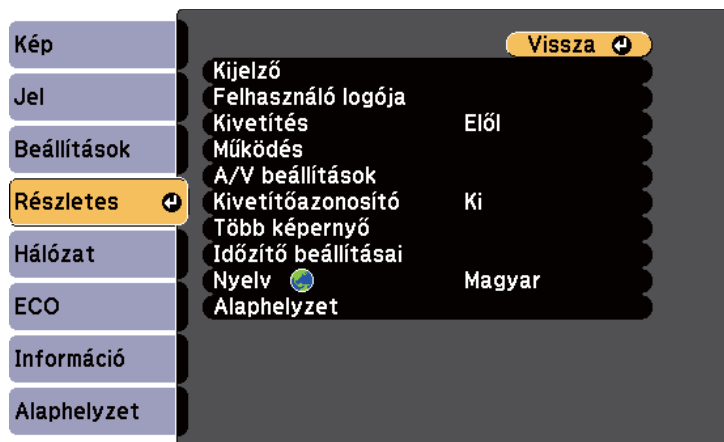 Kép
Jel
Beállítások
Részletes
Hálózat
ECO
Információ
Alaphelyzet
Vissza
Kijelző
Felhasználó logója
Kivetítés Elől
Működés
A/V beállítások
Kivetítőazonosító Ki
Több képernyő
Időzítő beállításai
Nyelv Magyar
Alaphelyzet